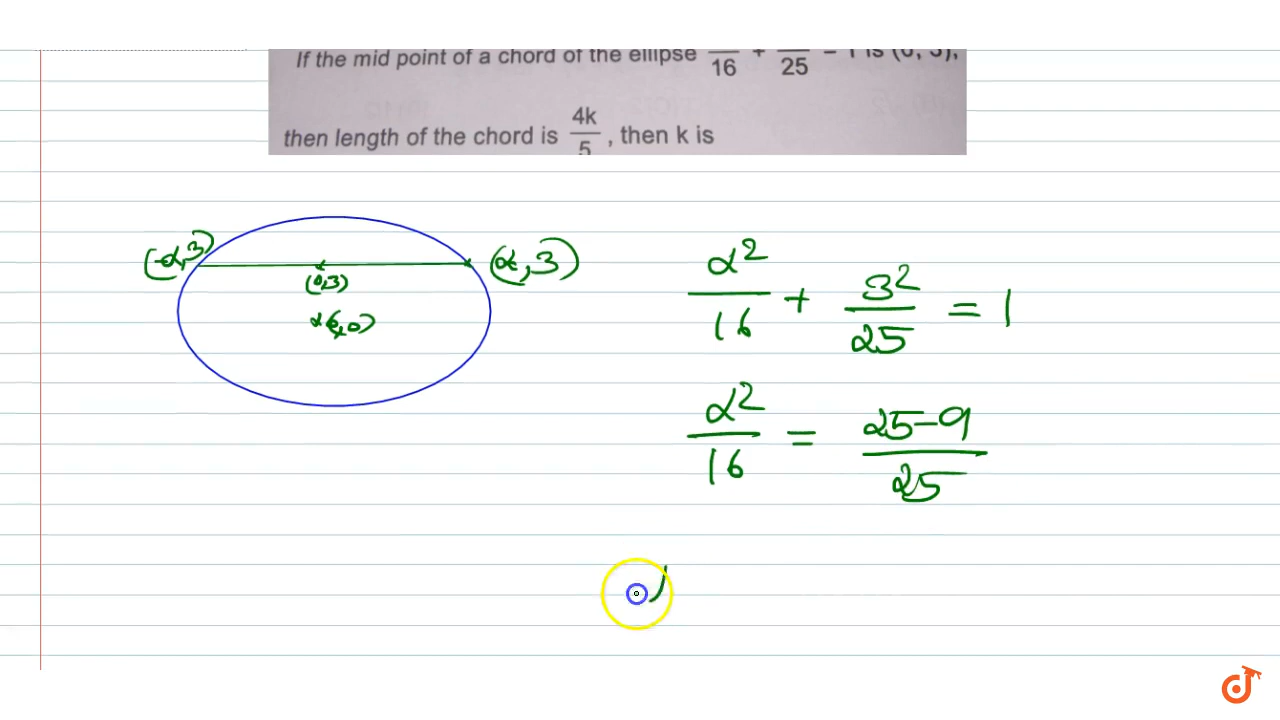 If the mid point of a chord of the ellipse —/16 + — /25 = 1 is (0, 3),
then length of the chord is 4k/5 , then k is
(-α,3) (α,3)
(0,3)
(0,0)
α²/16 + 3²/25 = 1
α²/16 = 25-9/25